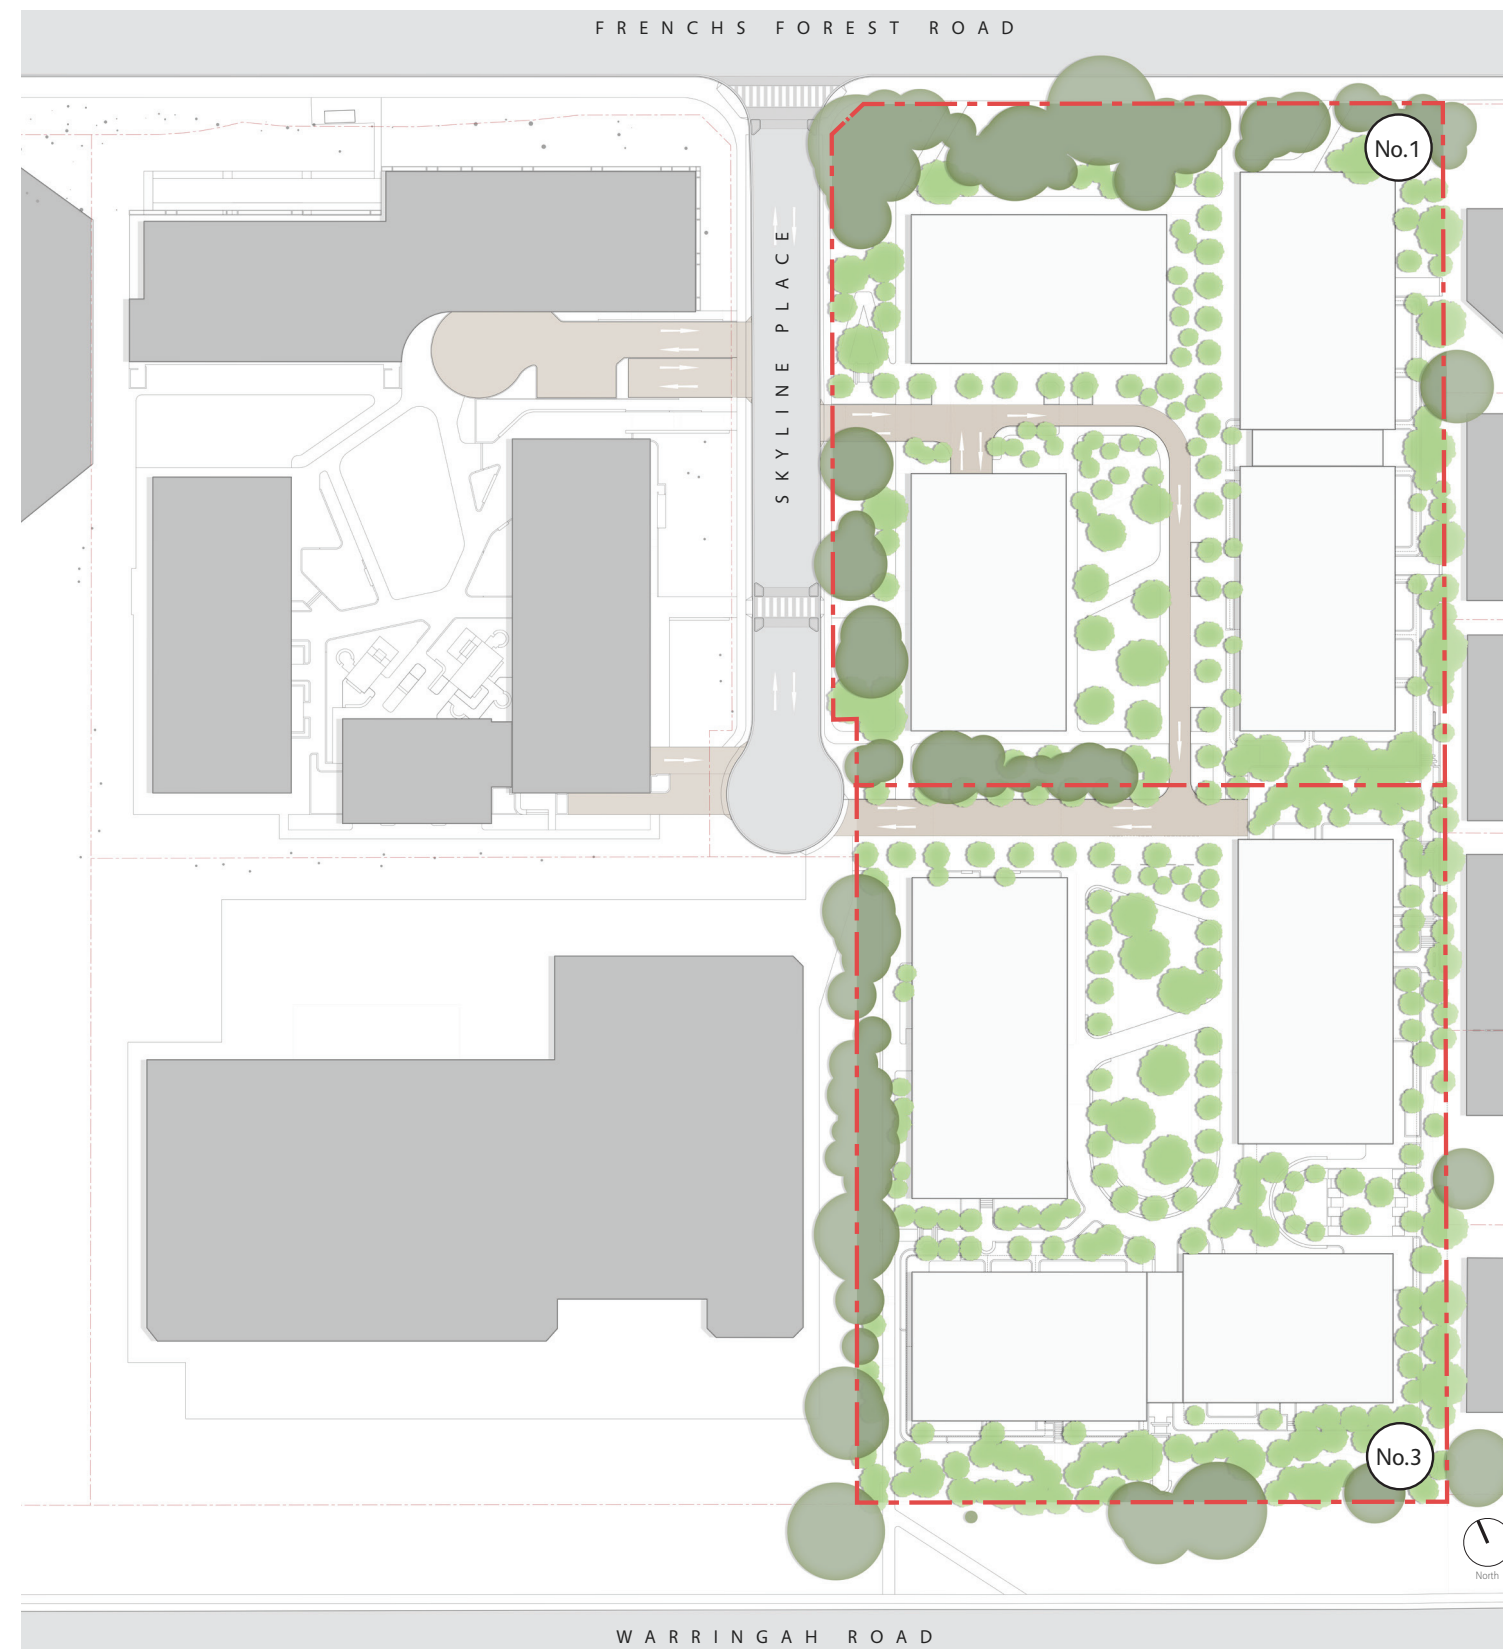 FRENCHS FOREST ROAD
No.1
SKYLINE PLACE
No.3
North
WARRINGAH ROAD